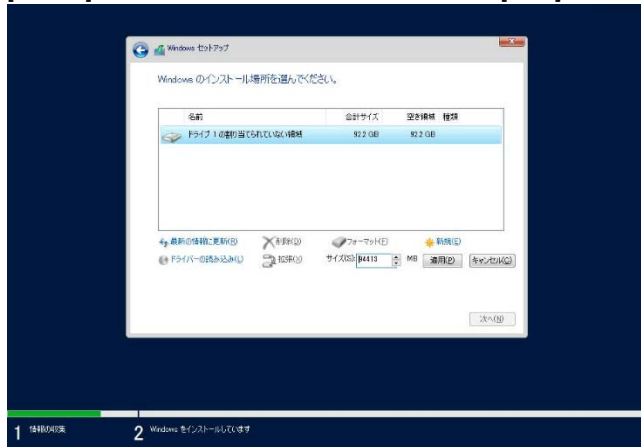 Windows セットアップ
Windows のインストール場所を選んでください。
名前 合計サイズ 空き領域 種類
ドライブ 1 の割り当てられていない領域 92.2 GB 92.2 GB
最新の情報に更新(R) 削除(D) フォーマット(F) 新規(E)
ドライバーの読み込み(L) 拡張(X) サイズ(S): 94413 MB 適用(P) キャンセル(C)
次へ(N)
1 情報の収集 2 Windows をインストールしています